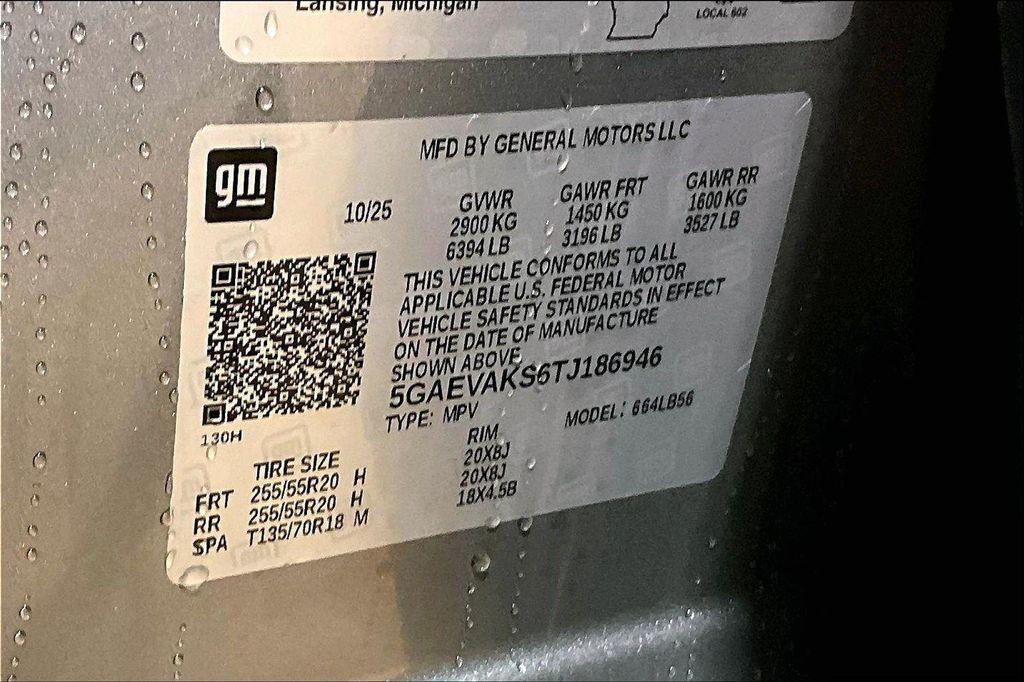 Lansing, Michigan
LOCAL 602
gm
MFD BY GENERAL MOTORS LLC
10/25
GVWR GAWR FRT GAWR RR
2900 KG 1450 KG 1600 KG
6394 LB 3196 LB 3527 LB
THIS VEHICLE CONFORMS TO ALL
APPLICABLE U.S. FEDERAL MOTOR
VEHICLE SAFETY STANDARDS IN EFFECT
ON THE DATE OF MANUFACTURE
SHOWN ABOVE
5GAEVAKS6TJ186946
TYPE: MPV MODEL: 664LB56
130H
TIRE SIZE RIM
FRT 255/55R20 H 20X8J
RR 255/55R20 H 20X8J
SPA T135/70R18 M 18X4.5B